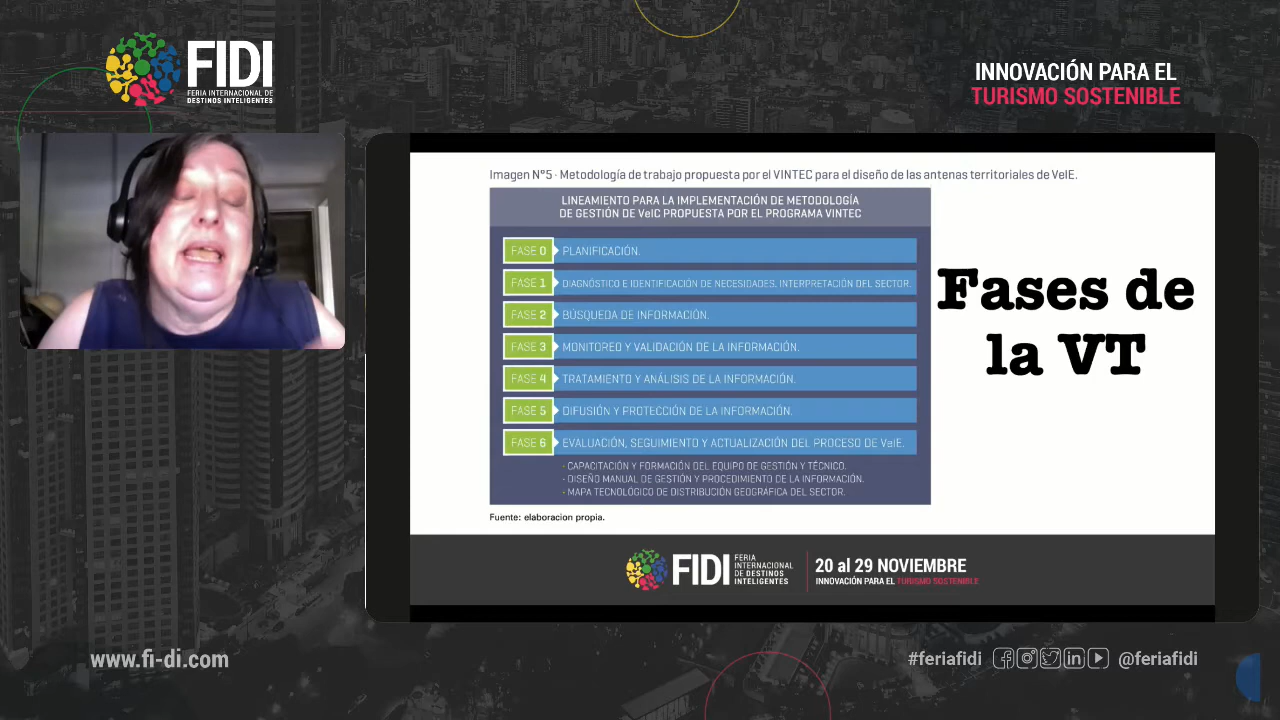 FIDI
FERIA INTERNACIONAL DE
DESTINOS INTELIGENTES
INNOVACIÓN PARA EL
TURISMO SOSTENIBLE
Imagen N°5 - Metodología de trabajo propuesta por el VINTEC para el diseño de las antenas territoriales de VeIE.
LINEAMIENTO PARA LA IMPLEMENTACIÓN DE METODOLOGÍA
DE GESTIÓN DE VeIC PROPUESTA POR EL PROGRAMA VINTEC
FASE 0 PLANIFICACIÓN.
FASE 1 DIAGNÓSTICO E IDENTIFICACIÓN DE NECESIDADES. INTERPRETACIÓN DEL SECTOR.
FASE 2 BÚSQUEDA DE INFORMACIÓN.
FASE 3 MONITOREO Y VALIDACIÓN DE LA INFORMACIÓN.
FASE 4 TRATAMIENTO Y ANÁLISIS DE LA INFORMACIÓN.
FASE 5 DIFUSIÓN Y PROTECCIÓN DE LA INFORMACIÓN.
FASE 6 EVALUACIÓN, SEGUIMIENTO Y ACTUALIZACIÓN DEL PROCESO DE VeIE.
- CAPACITACIÓN Y FORMACIÓN DEL EQUIPO DE GESTIÓN Y TÉCNICO.
- DISEÑO MANUAL DE GESTIÓN Y PROCEDIMIENTO DE LA INFORMACIÓN.
- MAPA TECNOLÓGICO DE DISTRIBUCIÓN GEOGRÁFICA DEL SECTOR.
Fuente: elaboracion propia.
Fases de
la VT
FIDI
FERIA
INTERNACIONAL
DE DESTINOS
INTELIGENTES
20 al 29 NOVIEMBRE
INNOVACIÓN PARA EL TURISMO SOSTENIBLE
www.fi-di.com
#feriafidi
@feriafidi